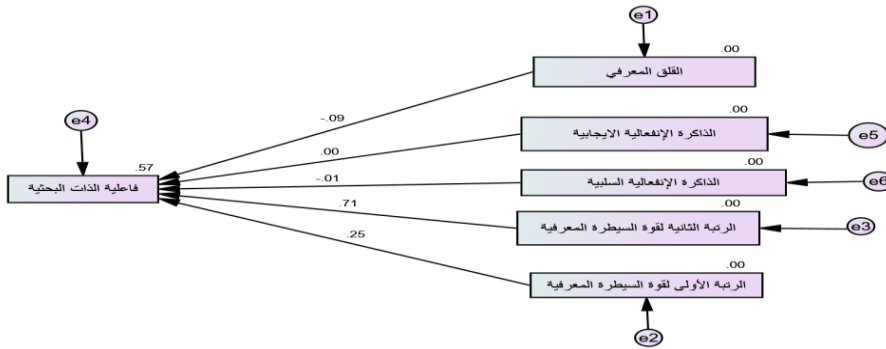 e1
.00
القلق المعرفي
-.09
.00
الذاكرة الإنفعالية الايجابية
e5
e4
.57
فاعلية الذات البحثية
.00
-.01
.00
الذاكرة الإنفعالية السلبية
e6
.71
.00
الرتبة الثانية لقوة السيطرة المعرفية
e3
.25
.00
الرتبة الأولى لقوة السيطرة المعرفية
e2